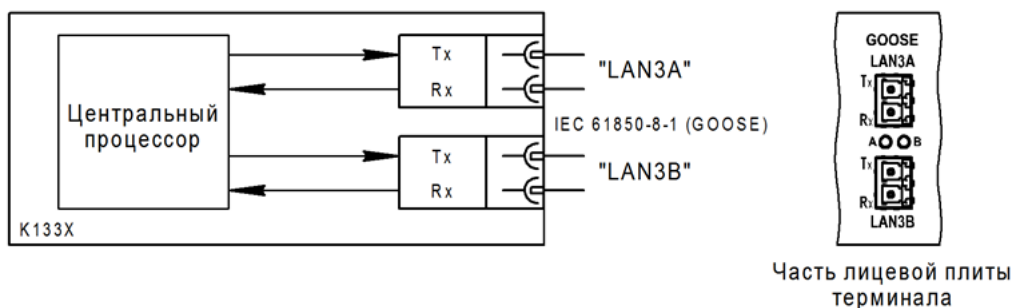 Центральный
процессор
Tx
Rx
Tx
Rx
K133X
"LAN3A"
IEC 61850-8-1 (GOOSE)
"LAN3B"
GOOSE
LAN3A
Tx
Rx
A B
Tx
Rx
LAN3B
Часть лицевой плиты
терминала